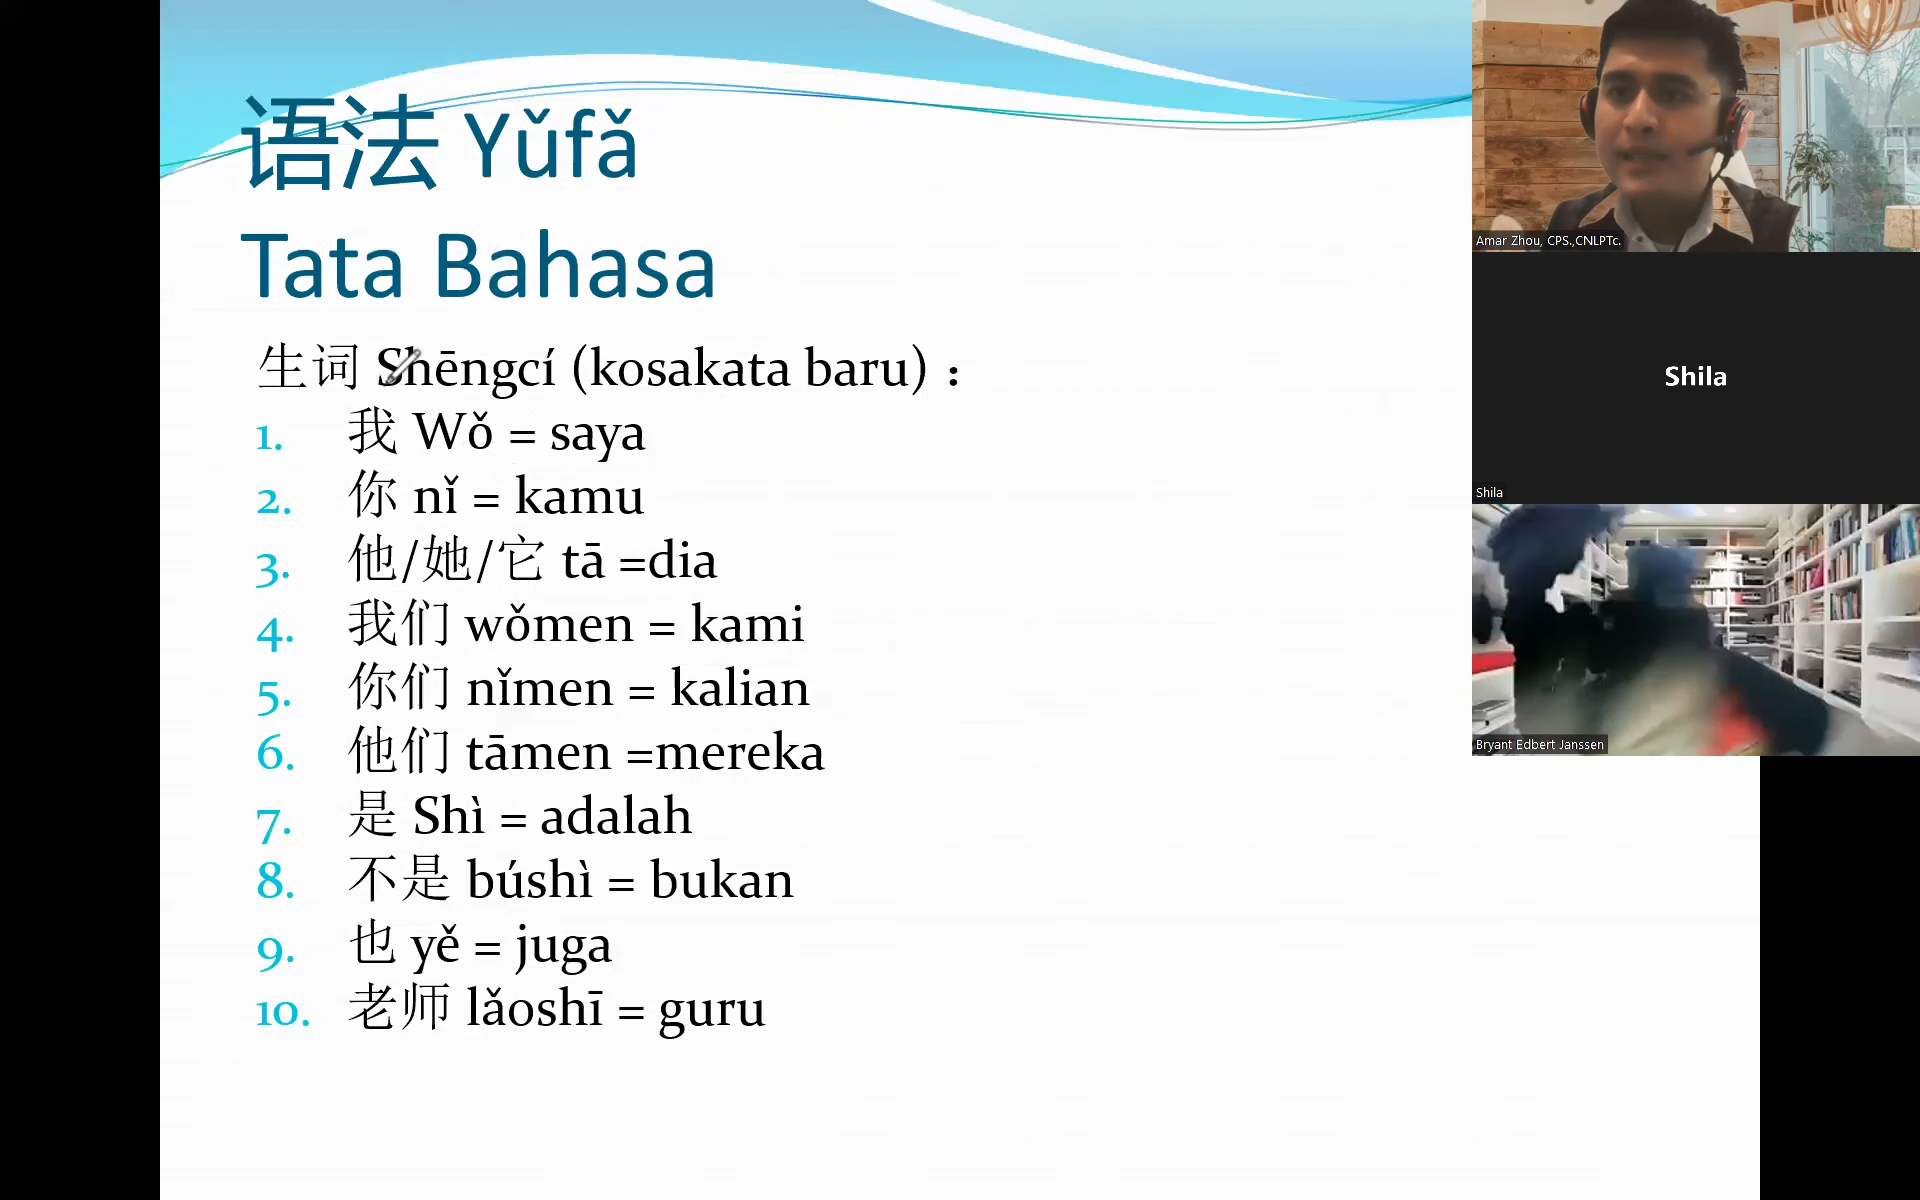 语法 Yǔfǎ
Tata Bahasa
生词 Shēngcí (kosakata baru) :
1. 我 Wǒ = saya
2. 你 nǐ = kamu
3. 他/她/它 tā =dia
4. 我们 wǒmen = kami
5. 你们 nǐmen = kalian
6. 他们 tāmen =mereka
7. 是 Shì = adalah
8. 不是 búshì = bukan
9. 也 yě = juga
10. 老师 lǎoshī = guru
Amar Zhou, CPS.,CNLPTc.
Shila
Shila
Bryant Edbert Janssen